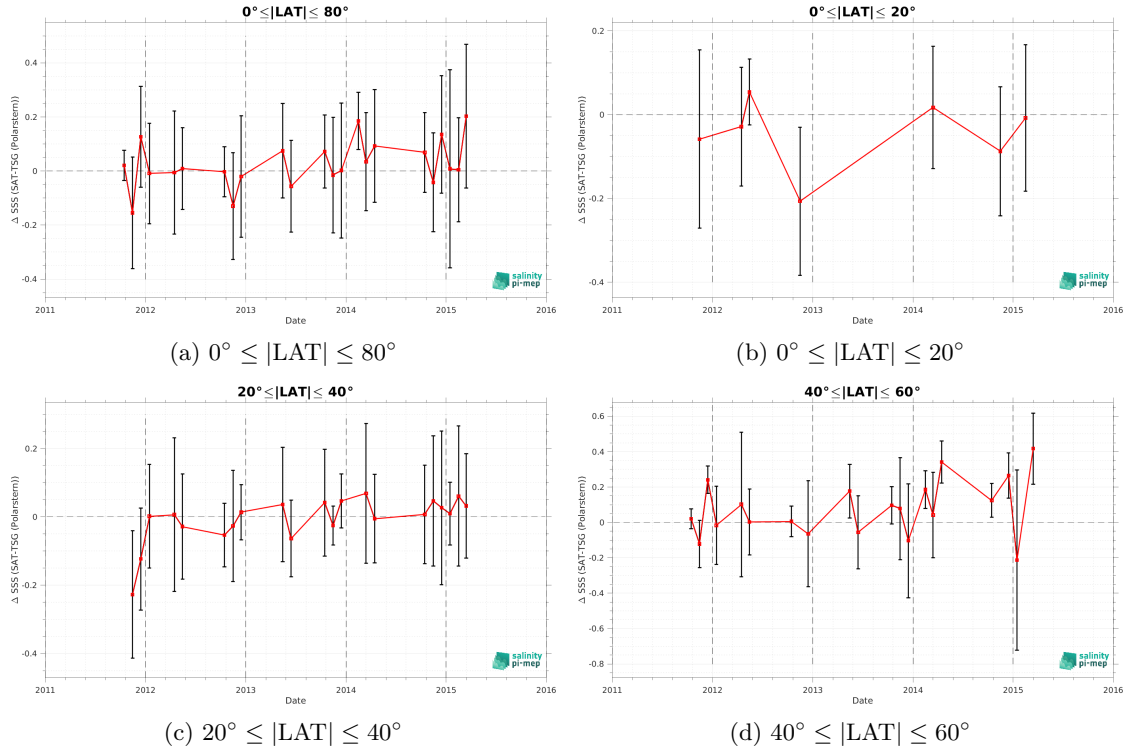 0°≤|LAT|≤ 80°
Δ SSS (SAT-TSG (Polarstern))
0.4
0.2
0
-0.2
-0.4
2011 2012 2013 2014 2015 2016
Date
salinity
pi-mep
(a) 0° ≤ |LAT| ≤ 80°
0°≤|LAT|≤ 20°
Δ SSS (SAT-TSG (Polarstern))
0.2
0
-0.2
-0.4
2011 2012 2013 2014 2015 2016
Date
salinity
pi-mep
(b) 0° ≤ |LAT| ≤ 20°
20°≤|LAT|≤ 40°
Δ SSS (SAT-TSG (Polarstern))
0.2
0
-0.2
-0.4
2011 2012 2013 2014 2015 2016
Date
salinity
pi-mep
(c) 20° ≤ |LAT| ≤ 40°
40°≤|LAT|≤ 60°
Δ SSS (SAT-TSG (Polarstern))
0.6
0.4
0.2
0
-0.2
-0.4
-0.6
-0.8
2011 2012 2013 2014 2015 2016
Date
salinity
pi-mep
(d) 40° ≤ |LAT| ≤ 60°